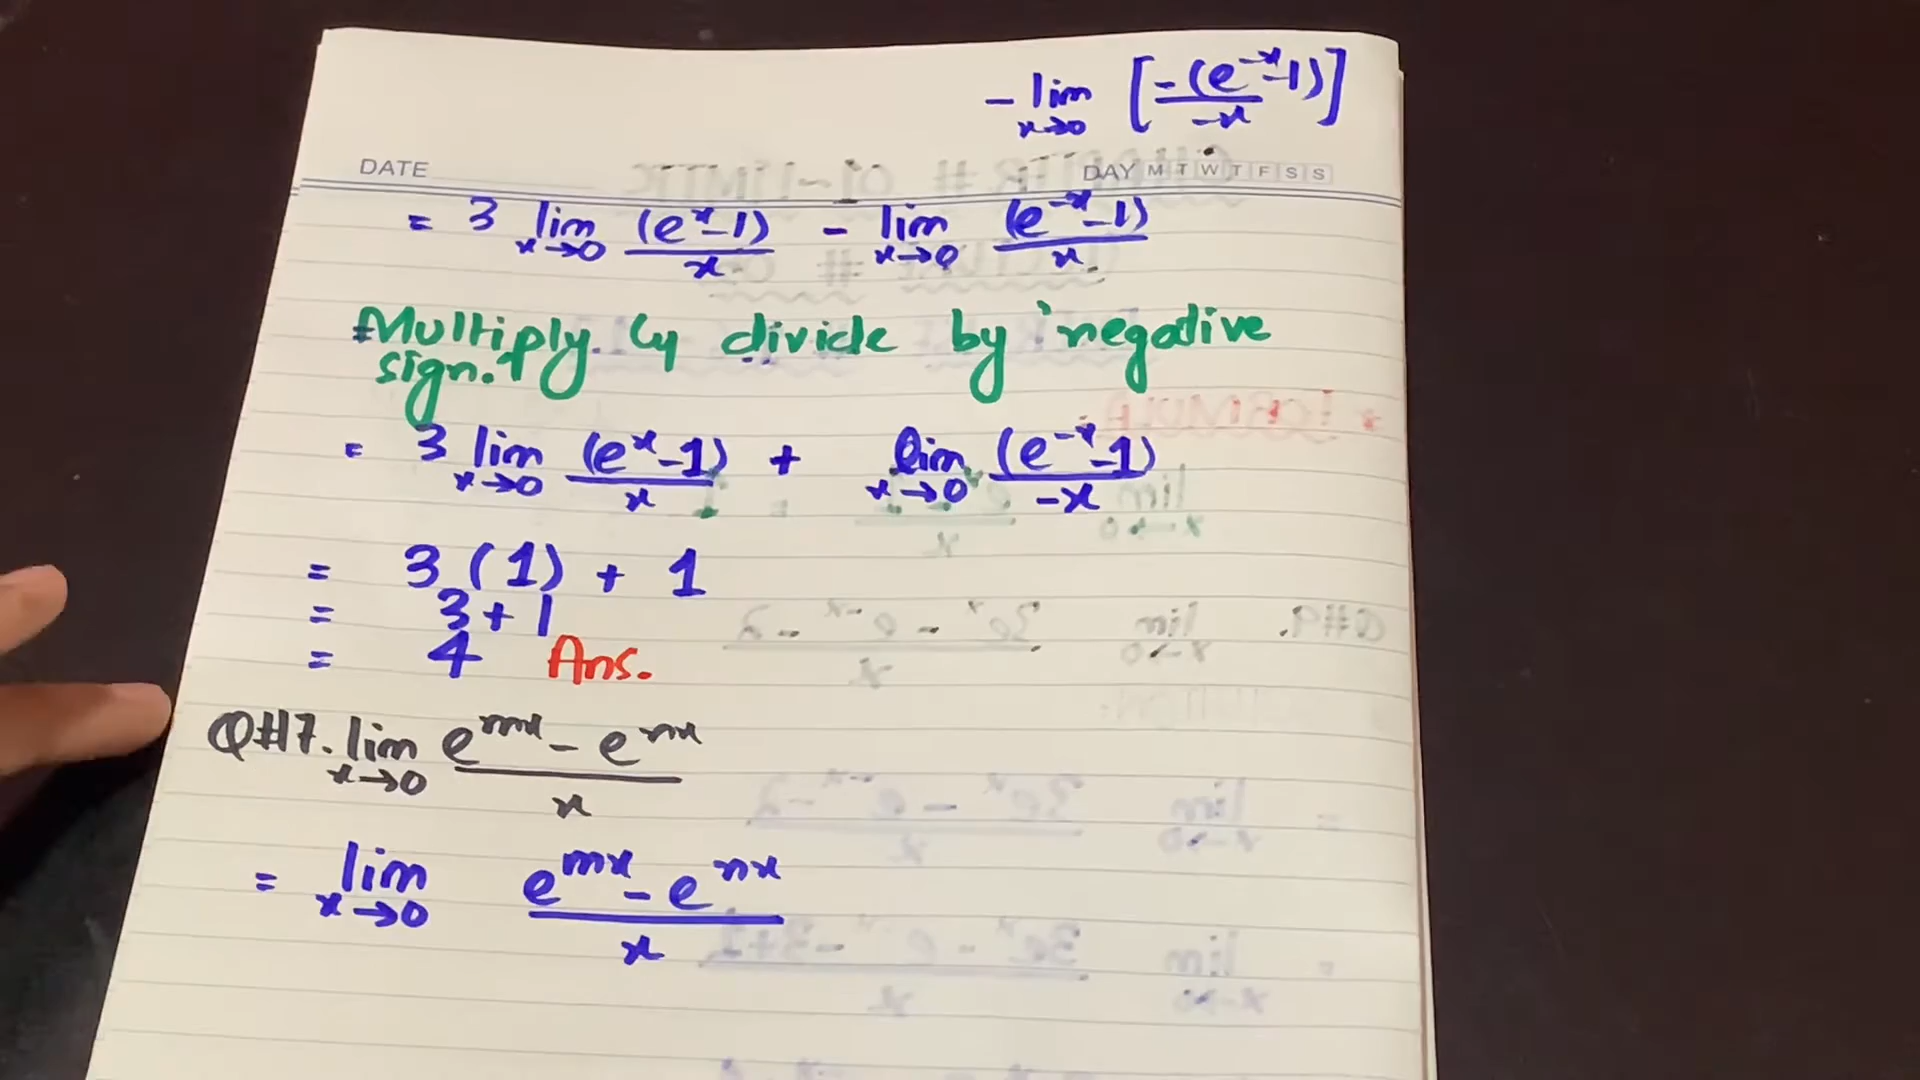 - lim x→0 [-(e^-x-1)/-x]
DATE
DAY M T W T F S S
= 3 lim x→0 (e^x-1)/x - lim x→0 (e^-x-1)/x
Multiply & divide by negative
sign.
= 3 lim x→0 (e^x-1)/x + lim x→0 (e^-x-1)/-x
= 3 (1) + 1
= 3+1
= 4 Ans.
Q#7. lim x→0 e^mx - e^nx/x
= lim x→0 e^mx - e^nx/x